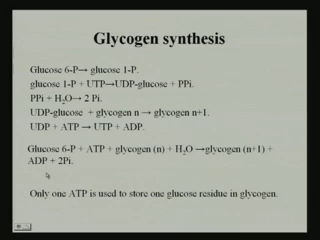 Glycogen synthesis
Glucose 6-P→ glucose 1-P.
glucose 1-P + UTP→UDP-glucose + PPi.
PPi + H₂O→ 2 Pi.
UDP-glucose + glycogen n → glycogen n+1.
UDP + ATP → UTP + ADP.
Glucose 6-P + ATP + glycogen (n) + H₂O →glycogen (n+1) +
ADP + 2Pi.
Only one ATP is used to store one glucose residue in glycogen.